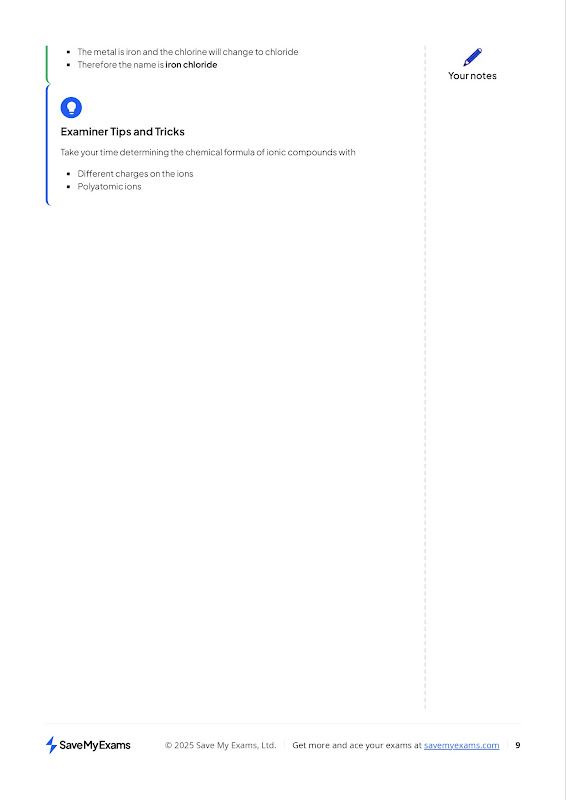 The metal is iron and the chlorine will change to chloride
Therefore the name is iron chloride
Your notes
Examiner Tips and Tricks
Take your time determining the chemical formula of ionic compounds with
Different charges on the ions
Polyatomic ions
SaveMyExams
© 2025 Save My Exams, Ltd.
Get more and ace your exams at savemyexams.com
9